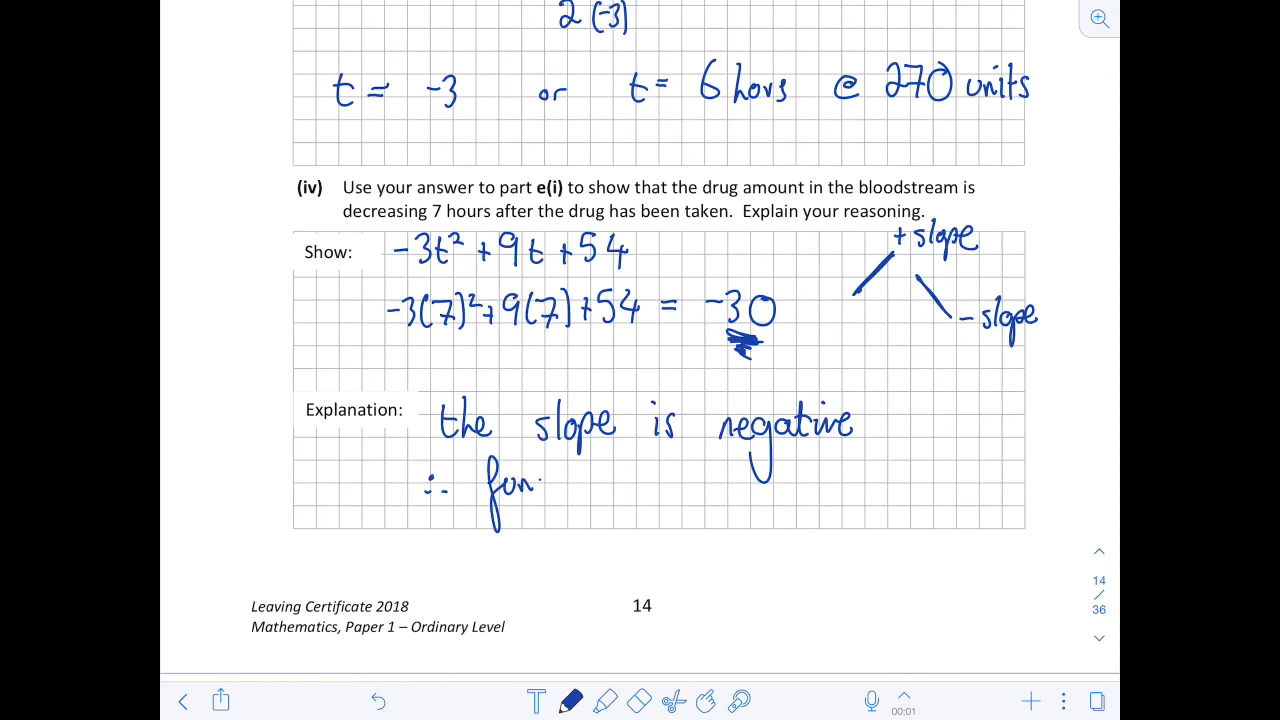 2 (-3)
t = -3 or t = 6 hors @ 270 units
(iv) Use your answer to part e(i) to show that the drug amount in the bloodstream is
decreasing 7 hours after the drug has been taken. Explain your reasoning.
+ slope
Show: -3t² + 9t + 54
-3(7)² + 9(7) + 54 = -30
- slope
Explanation: the slope is negative
∴ fun
14
/
36
Leaving Certificate 2018
14
Mathematics, Paper 1 – Ordinary Level
T
00:01